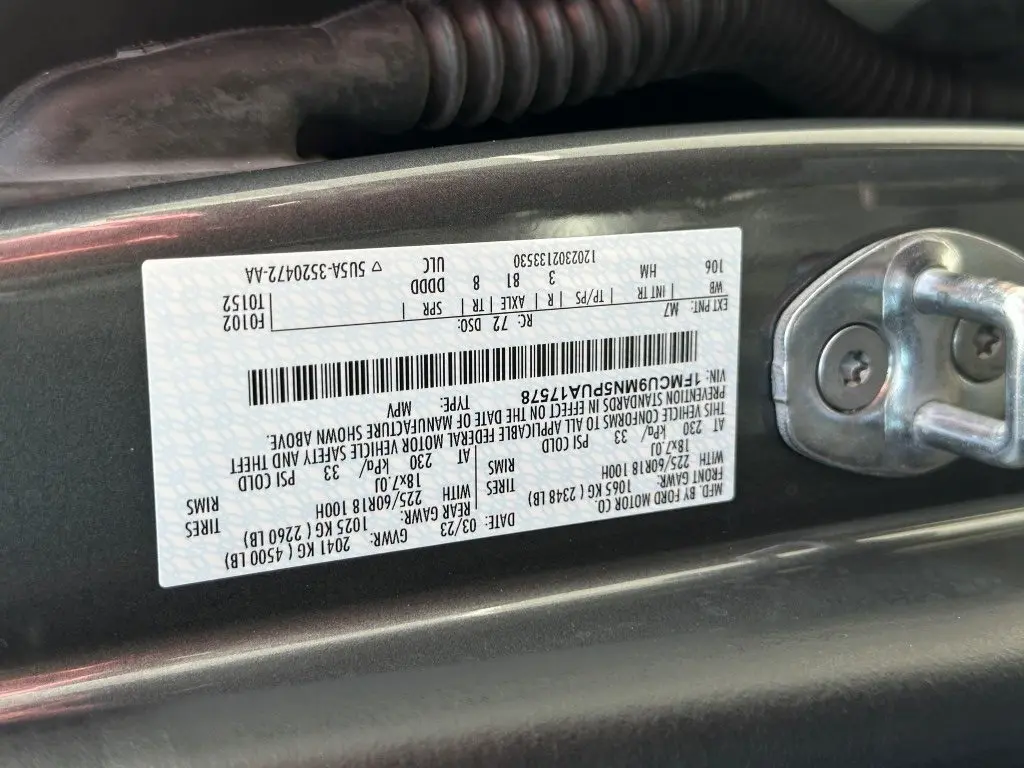 MFD. BY FORD MOTOR CO.
DATE: 03/23 GVWR: 2041 KG ( 4500 LB)
FRONT GAWR: 1065 KG ( 2348 LB) REAR GAWR: 1025 KG ( 2260 LB)
WITH 225/60R18 100H TIRES WITH 225/60R18 100H TIRES
18x7.0J RIMS 18x7.0J RIMS
AT 230 kPa/ 33 PSI COLD AT 230 kPa/ 33 PSI COLD
THIS VEHICLE CONFORMS TO ALL APPLICABLE FEDERAL MOTOR VEHICLE SAFETY AND THEFT
PREVENTION STANDARDS IN EFFECT ON THE DATE OF MANUFACTURE SHOWN ABOVE.
VIN: 1FMCU9MN5PUA17578 TYPE: MPV
F0102
T0152
EXT PNT: M7 RC: 72 DSO:
WB | INT TR | TP/PS | R | AXLE | TR | SPR
106 HM 3 81 8 DDDD
1202302133530 ULC ▽ 5U5A-3520472-AA